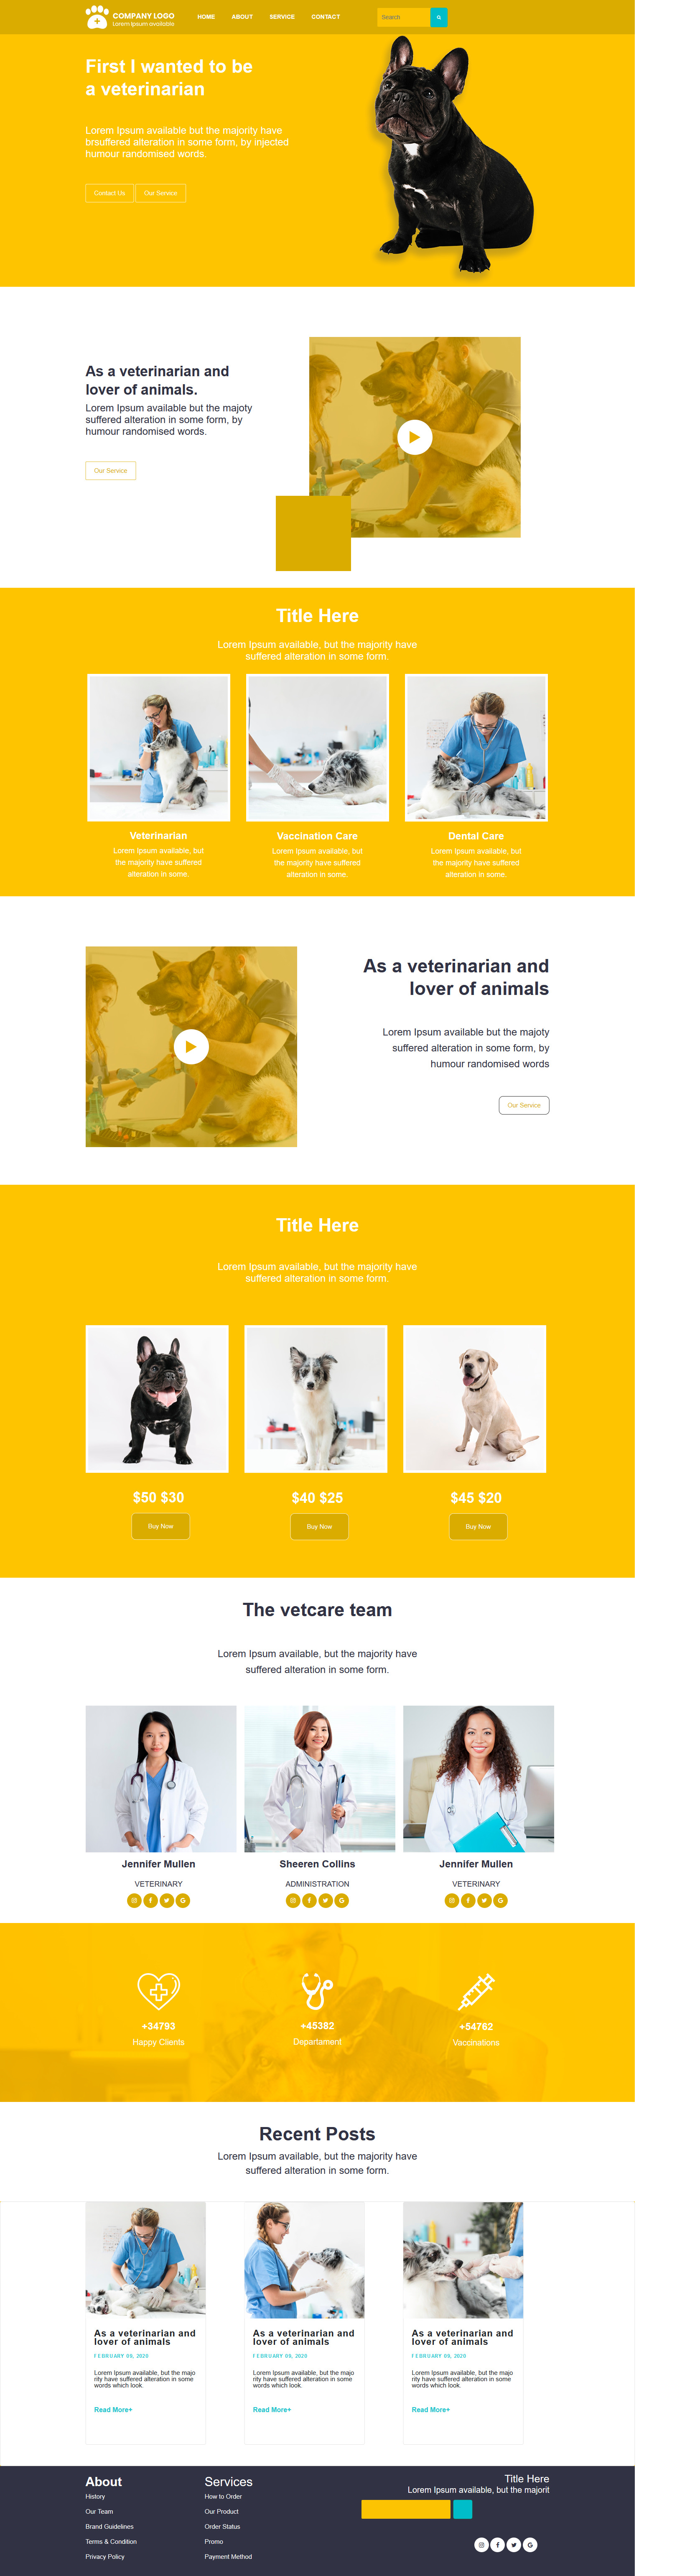 COMPANY LOGO
Lorem Ipsum available
HOME ABOUT SERVICE CONTACT
Search
First I wanted to be
a veterinarian
Lorem Ipsum available but the majority have
brsuffered alteration in some form, by injected
humour randomised words.
Contact Us Our Service
As a veterinarian and
lover of animals.
Lorem Ipsum available but the majoty
suffered alteration in some form, by
humour randomised words.
Our Service
Title Here
Lorem Ipsum available, but the majority have
suffered alteration in some form.
Veterinarian
Lorem Ipsum available, but
the majority have suffered
alteration in some.
Vaccination Care
Lorem Ipsum available, but
the majority have suffered
alteration in some.
Dental Care
Lorem Ipsum available, but
the majority have suffered
alteration in some.
As a veterinarian and
lover of animals
Lorem Ipsum available but the majoty
suffered alteration in some form, by
humour randomised words
Our Service
Title Here
Lorem Ipsum available, but the majority have
suffered alteration in some form.
$50 $30
Buy Now
$40 $25
Buy Now
$45 $20
Buy Now
The vetcare team
Lorem Ipsum available, but the majority have
suffered alteration in some form.
Jennifer Mullen
VETERINARY
Sheeren Collins
ADMINISTRATION
Jennifer Mullen
VETERINARY
+34793
Happy Clients
+45382
Departament
+54762
Vaccinations
Recent Posts
Lorem Ipsum available, but the majority have
suffered alteration in some form.
As a veterinarian and
lover of animals
FEBRUARY 09, 2020
Lorem Ipsum available, but the majo
rity have suffered alteration in some
words which look.
Read More+
As a veterinarian and
lover of animals
FEBRUARY 09, 2020
Lorem Ipsum available, but the majo
rity have suffered alteration in some
words which look.
Read More+
As a veterinarian and
lover of animals
FEBRUARY 09, 2020
Lorem Ipsum available, but the majo
rity have suffered alteration in some
words which look.
Read More+
About
History
Our Team
Brand Guidelines
Terms & Condition
Privacy Policy
Services
How to Order
Our Product
Order Status
Promo
Payment Method
Title Here
Lorem Ipsum available, but the majorit